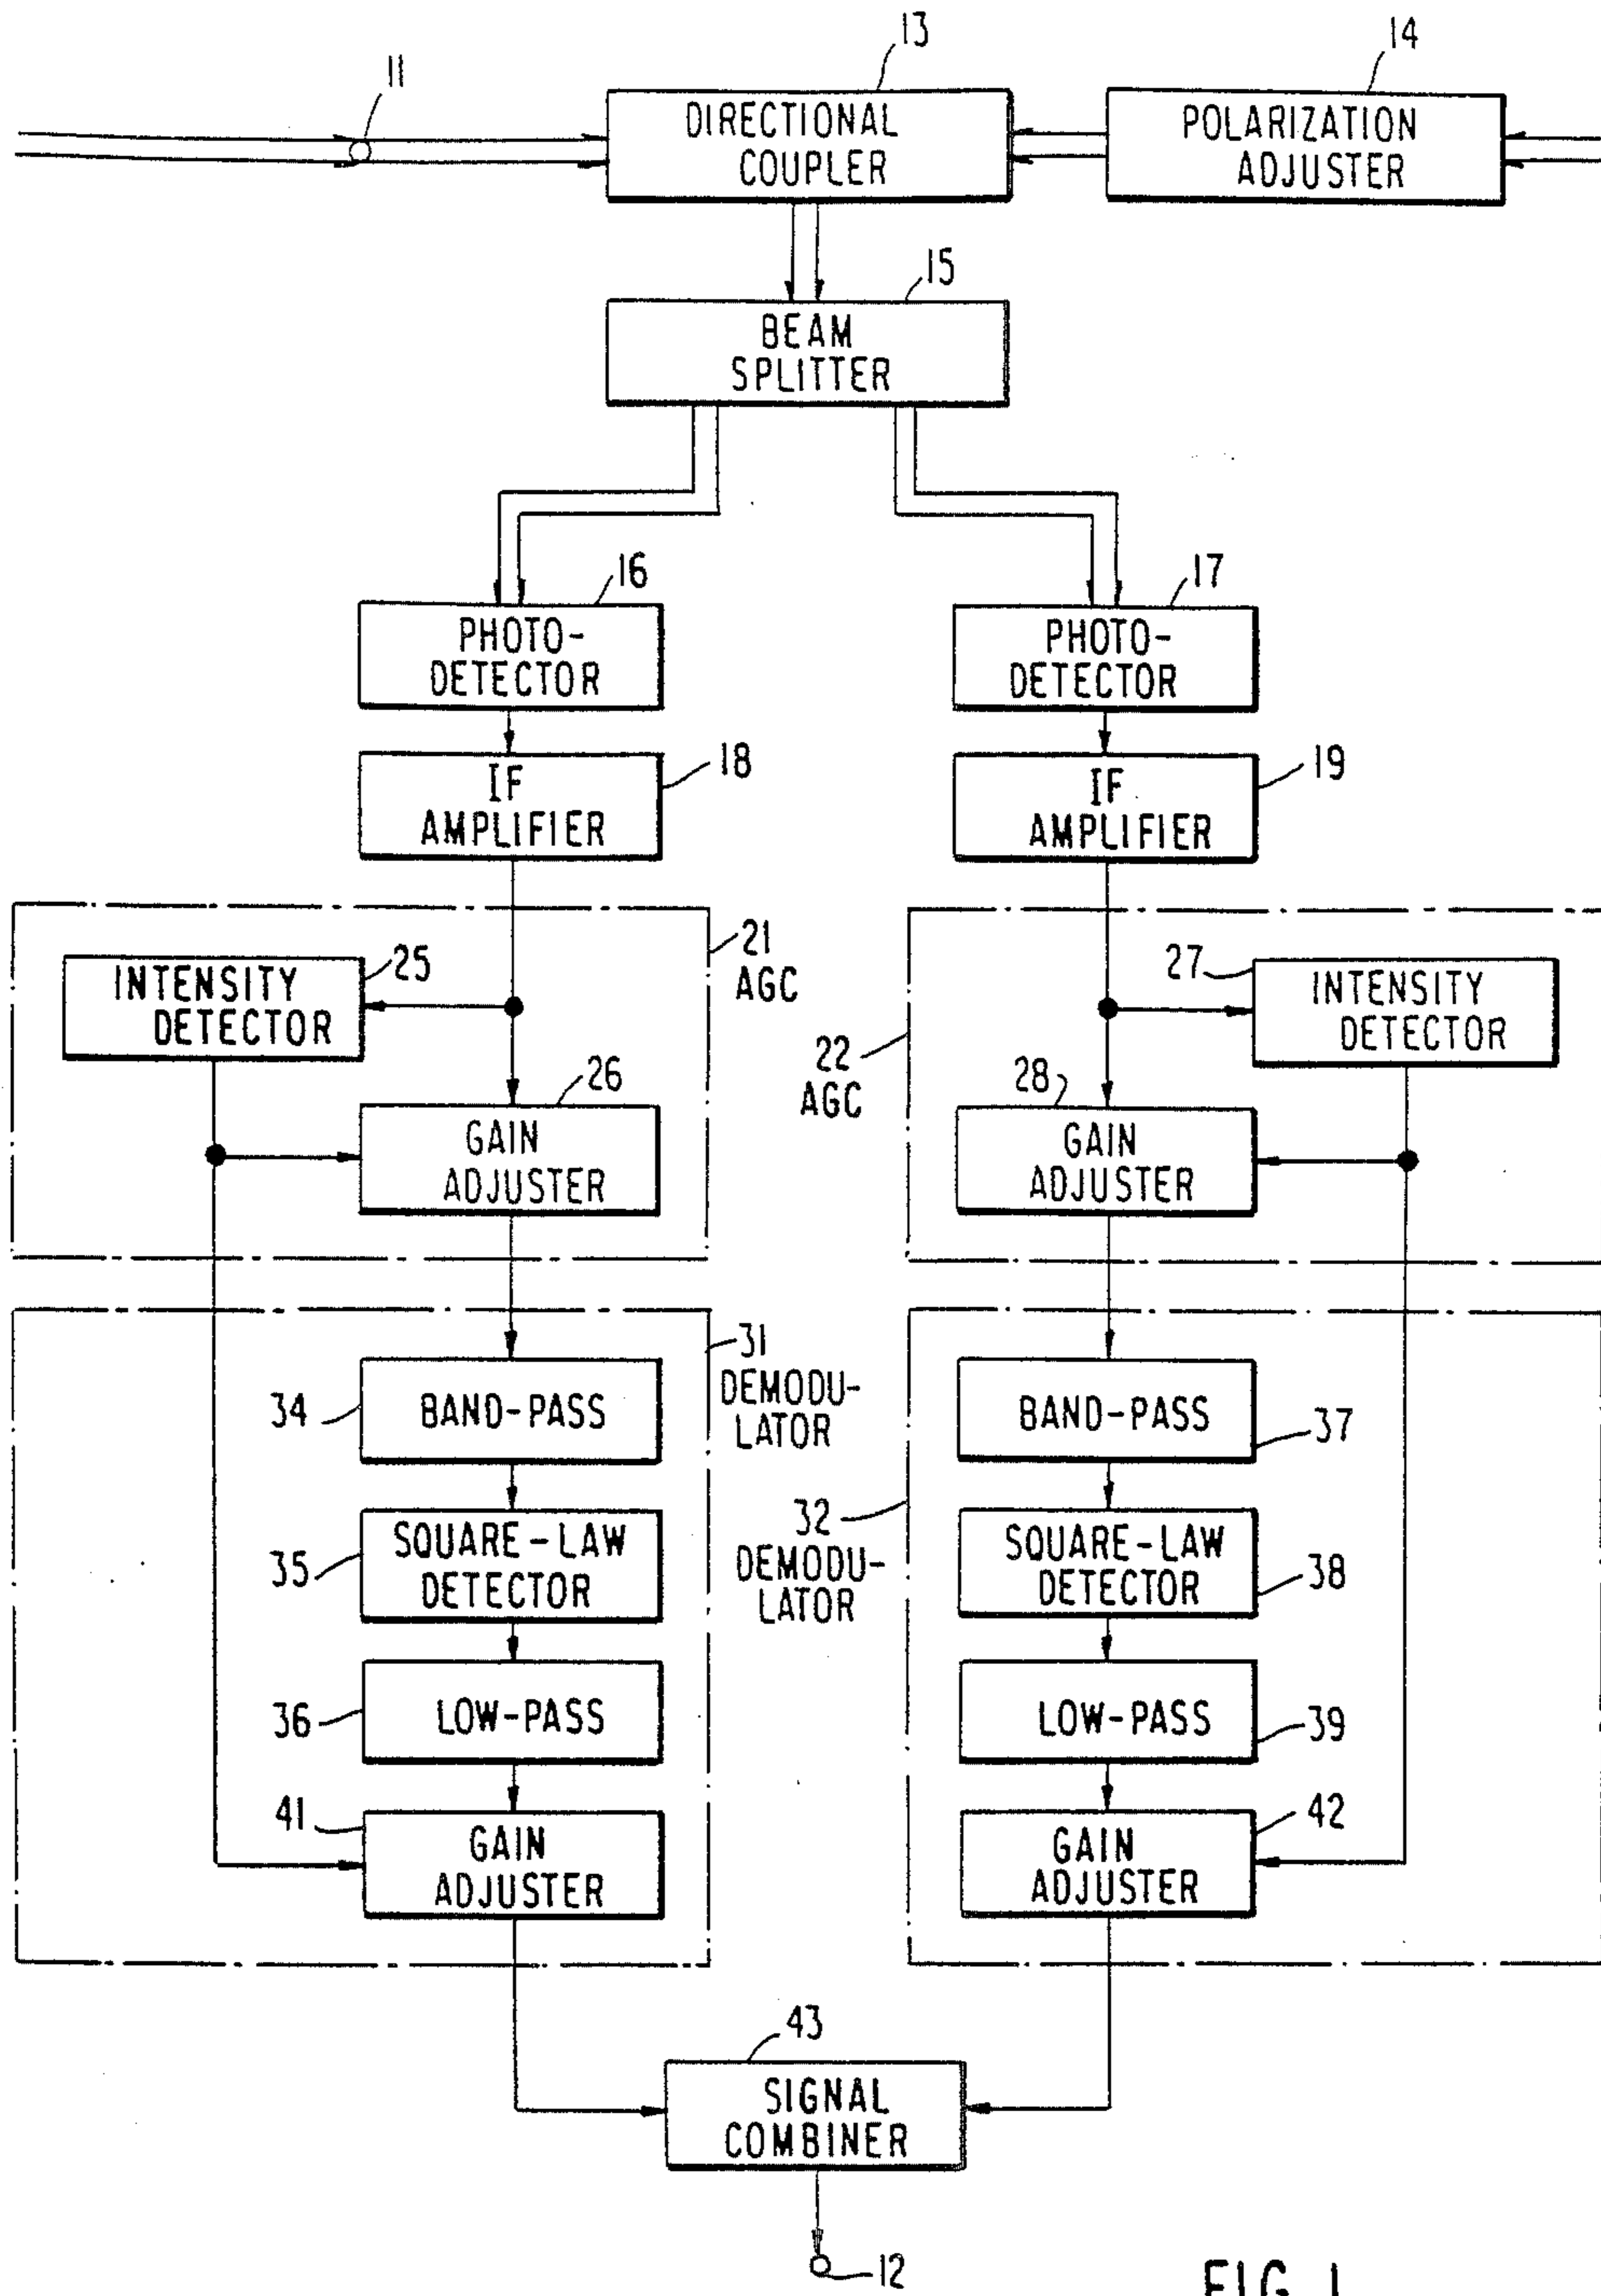 13
14
11
DIRECTIONAL
COUPLER
POLARIZATION
ADJUSTER
15
BEAM
SPLITTER
16
17
PHOTO-
DETECTOR
PHOTO-
DETECTOR
18
19
IF
AMPLIFIER
IF
AMPLIFIER
21
AGC
25
INTENSITY
DETECTOR
27
INTENSITY
DETECTOR
22
AGC
26
28
GAIN
ADJUSTER
GAIN
ADJUSTER
31
DEMODU-
LATOR
34
BAND-PASS
BAND-PASS
37
35
SQUARE-LAW
DETECTOR
32
DEMODU-
LATOR
SQUARE-LAW
DETECTOR
38
36
LOW-PASS
LOW-PASS
39
41
GAIN
ADJUSTER
42
GAIN
ADJUSTER
43
SIGNAL
COMBINER
12
FIG. 1